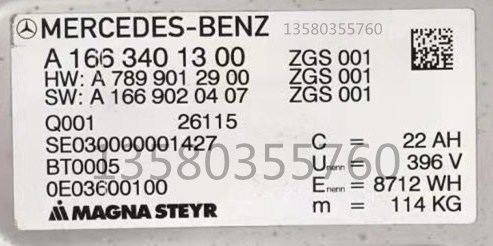 MERCEDES-BENZ 13580355760
A 166 340 13 00 ZGS 001
HW: A 789 901 29 00 ZGS 001
SW: A 166 902 04 07 ZGS 001
Q001 26115
SE030000001427 C = 22 AH
13580355760
BT0005 Unenn = 396 V
0E03600100 Enenn = 8712 WH
MAGNA STEYR m = 114 KG